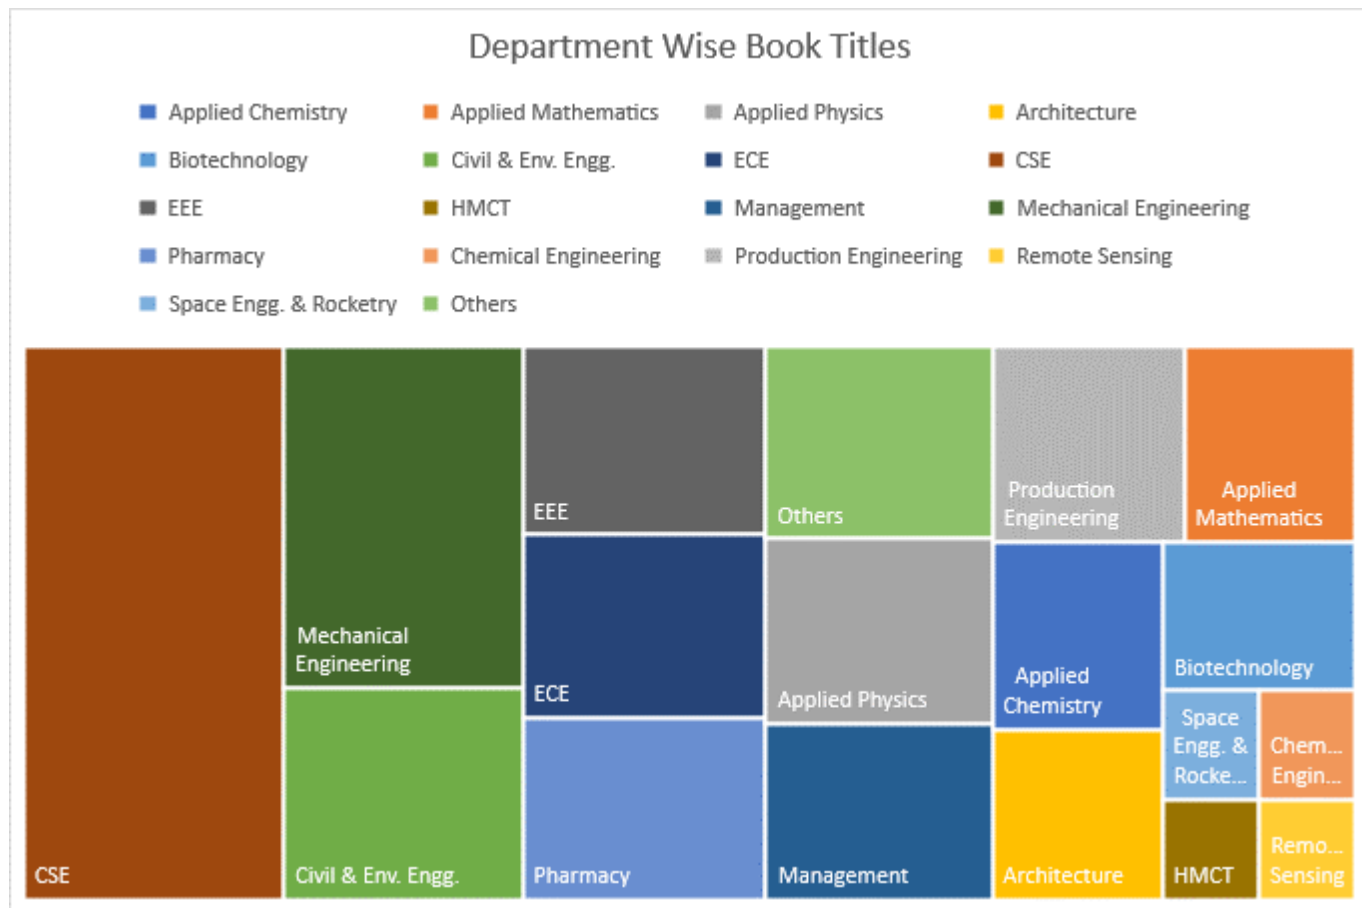 Department Wise Book Titles
Applied Chemistry
Applied Mathematics
Applied Physics
Architecture
Biotechnology
Civil & Env. Engg.
ECE
CSE
EEE
HMCT
Management
Mechanical Engineering
Pharmacy
Chemical Engineering
Production Engineering
Remote Sensing
Space Engg. & Rocketry
Others
CSE
Mechanical
Engineering
Civil & Env. Engg.
EEE
ECE
Pharmacy
Others
Applied Physics
Management
Production
Engineering
Applied
Mathematics
Applied
Chemistry
Architecture
Biotechnology
Space
Engg. &
Rocke...
Chem...
Engin...
HMCT
Remo...
Sensing